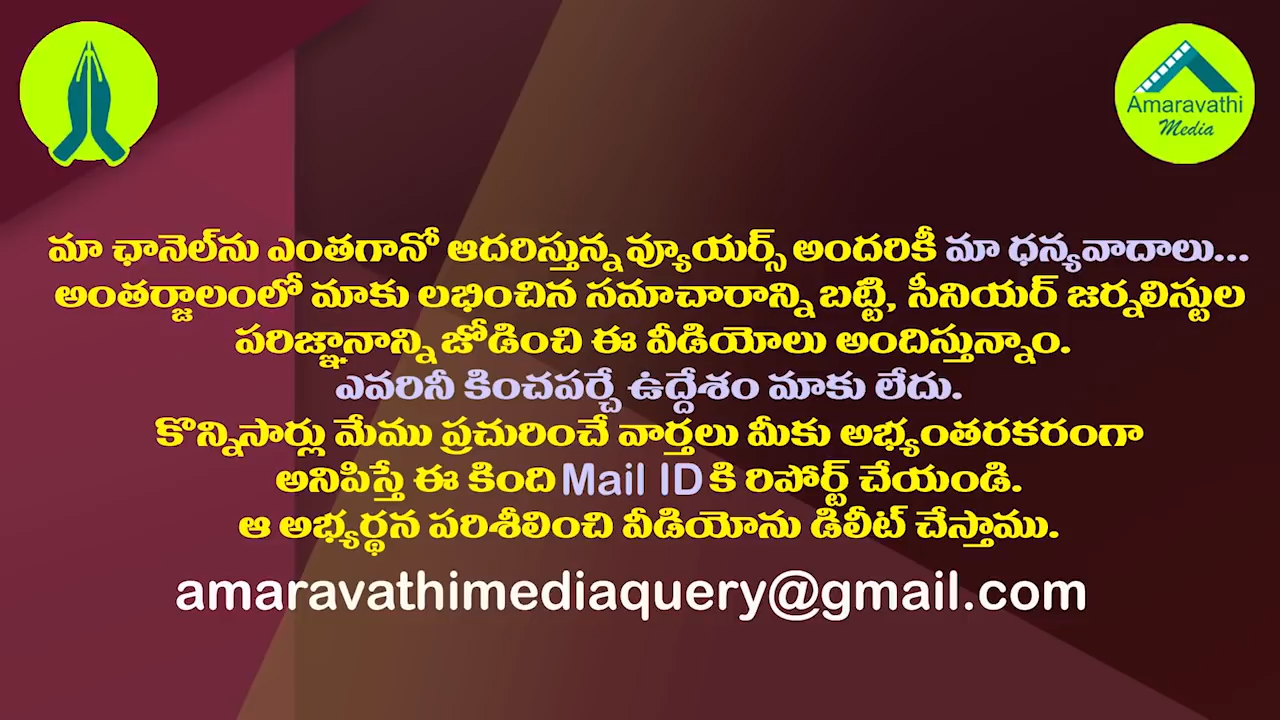 Amaravathi
Media
మా ఛానెల్‌ను ఎంతగానో ఆదరిస్తున్న వ్యూయర్స్ అందరికీ మా ధన్యవాదాలు...
అంతర్జాలంలో మాకు లభించిన సమాచారాన్ని బట్టి, సీనియర్ జర్నలిస్టుల
పరిజ్ఞానాన్ని జోడించి ఈ వీడియోలు అందిస్తున్నాం.
ఎవరినీ కించపర్చే ఉద్దేశం మాకు లేదు.
కొన్నిసార్లు మేము ప్రచురించే వార్తలు మీకు అభ్యంతరకరంగా
అనిపిస్తే ఈ కింది Mail ID కి రిపోర్ట్ చేయండి.
ఆ అభ్యర్థన పరిశీలించి వీడియోను డిలీట్ చేస్తాము.
amaravathimediaquery@gmail.com